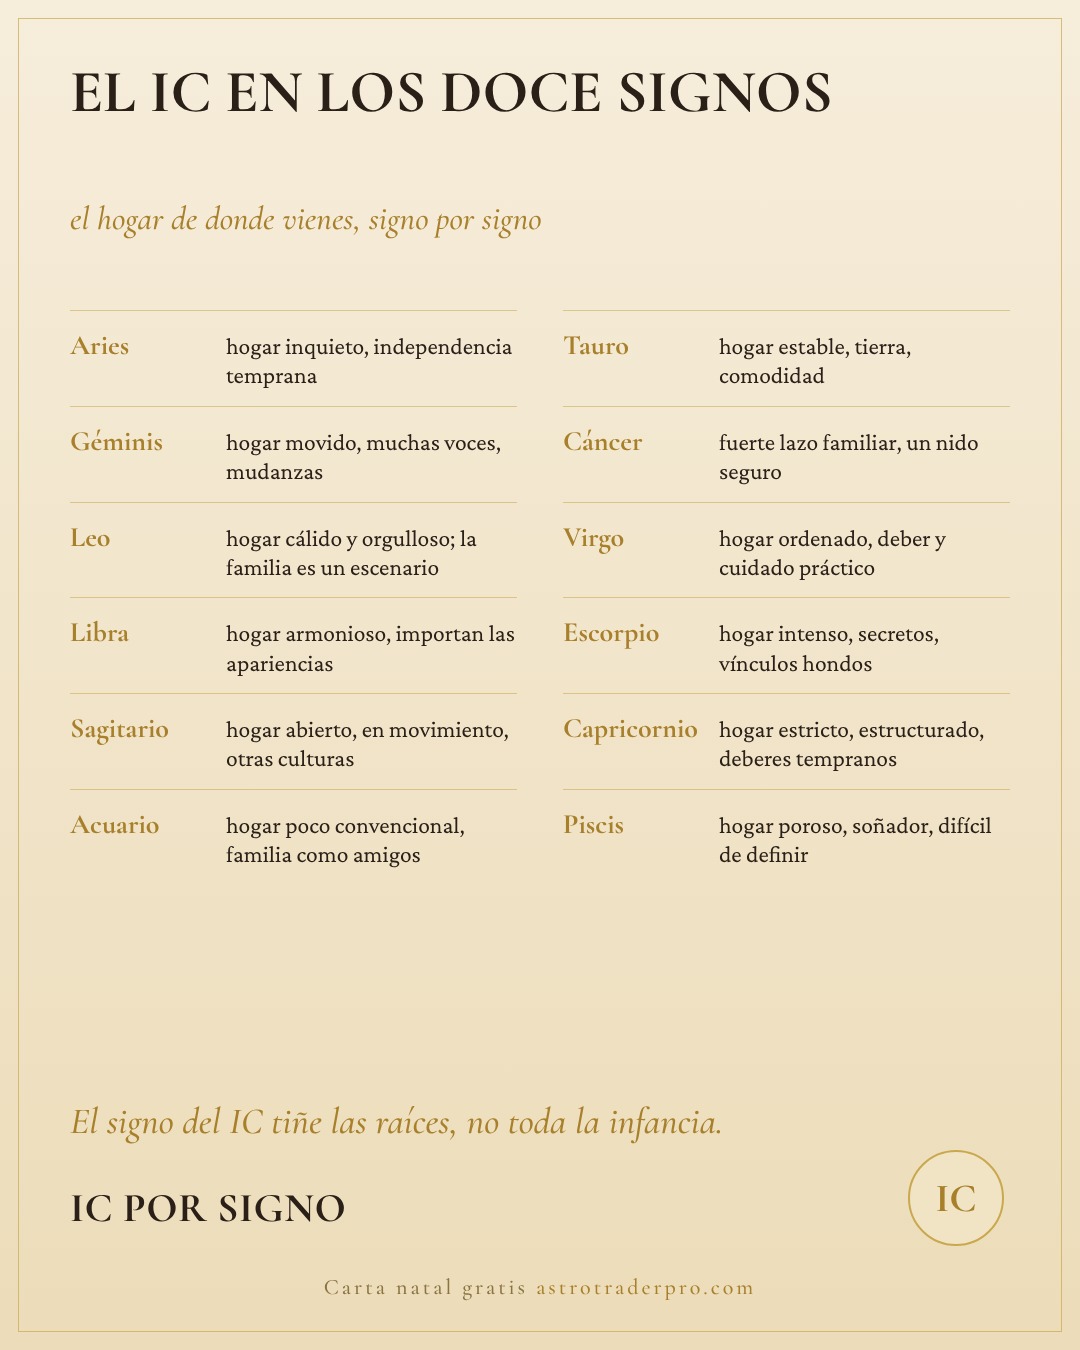 EL IC EN LOS DOCE SIGNOS
el hogar de donde vienes, signo por signo
Aries
hogar inquieto, independencia
temprana
Tauro
hogar estable, tierra,
comodidad
Géminis
hogar movido, muchas voces,
mudanzas
Cáncer
fuerte lazo familiar, un nido
seguro
Leo
hogar cálido y orgulloso; la
familia es un escenario
Virgo
hogar ordenado, deber y
cuidado práctico
Libra
hogar armonioso, importan las
apariencias
Escorpio
hogar intenso, secretos,
vínculos hondos
Sagitario
hogar abierto, en movimiento,
otras culturas
Capricornio
hogar estricto, estructurado,
deberes tempranos
Acuario
hogar poco convencional,
familia como amigos
Piscis
hogar poroso, soñador, difícil
de definir
El signo del IC tiñe las raíces, no toda la infancia.
IC POR SIGNO
IC
Carta natal gratis astrotraderpro.com